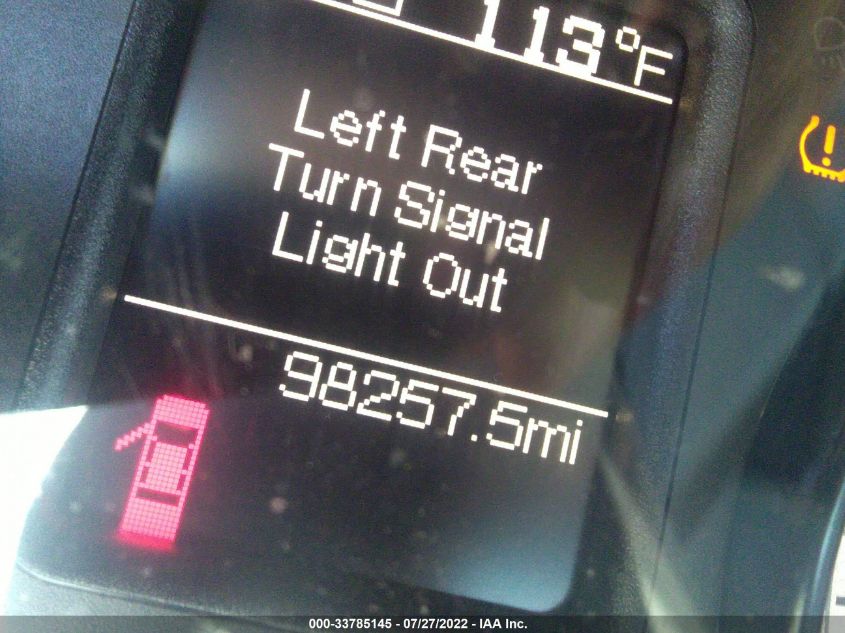 113°F
Left Rear
Turn Signal
Light Out
98257.5mi
000-33785145 - 07/27/2022 - IAA Inc.